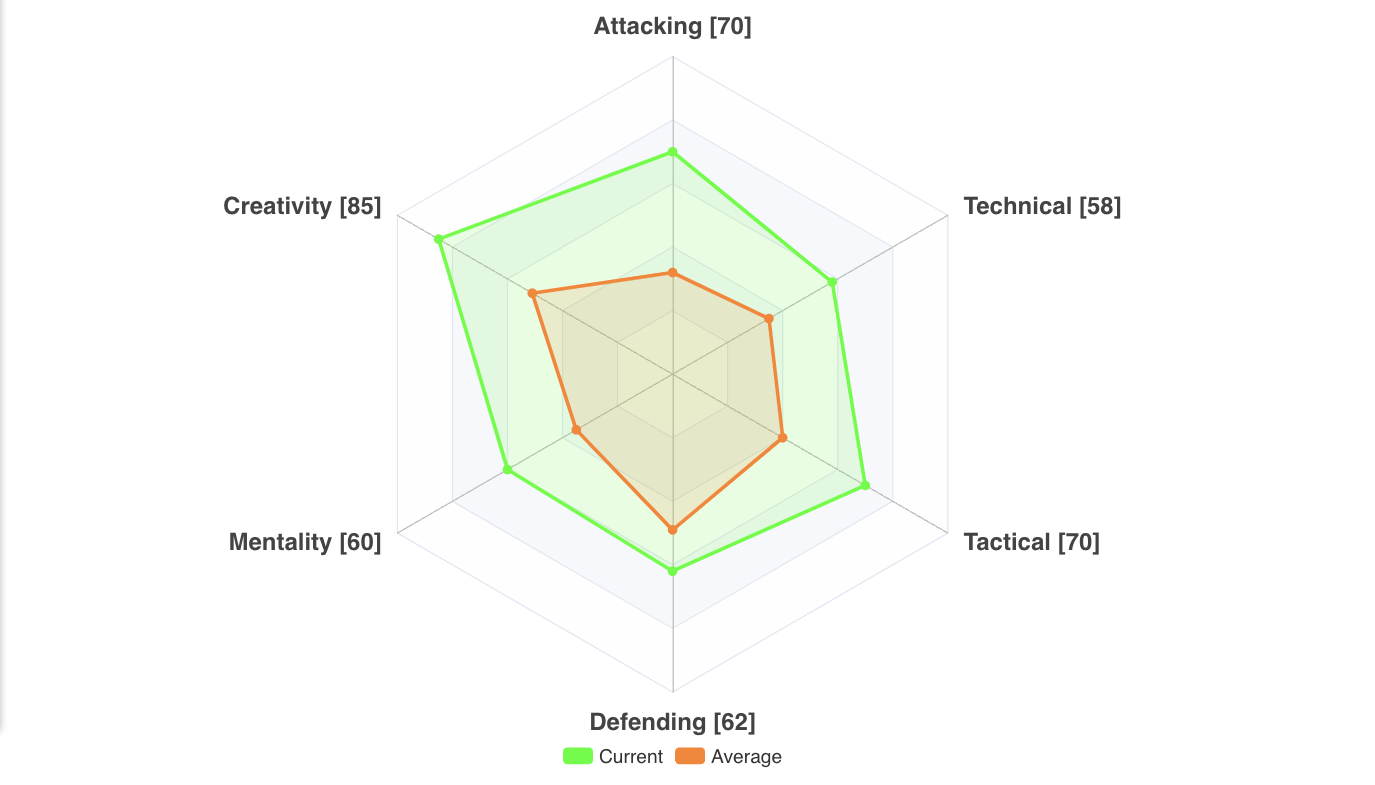 Attacking [70]
Creativity [85]
Technical [58]
Mentality [60]
Tactical [70]
Defending [62]
Current
Average